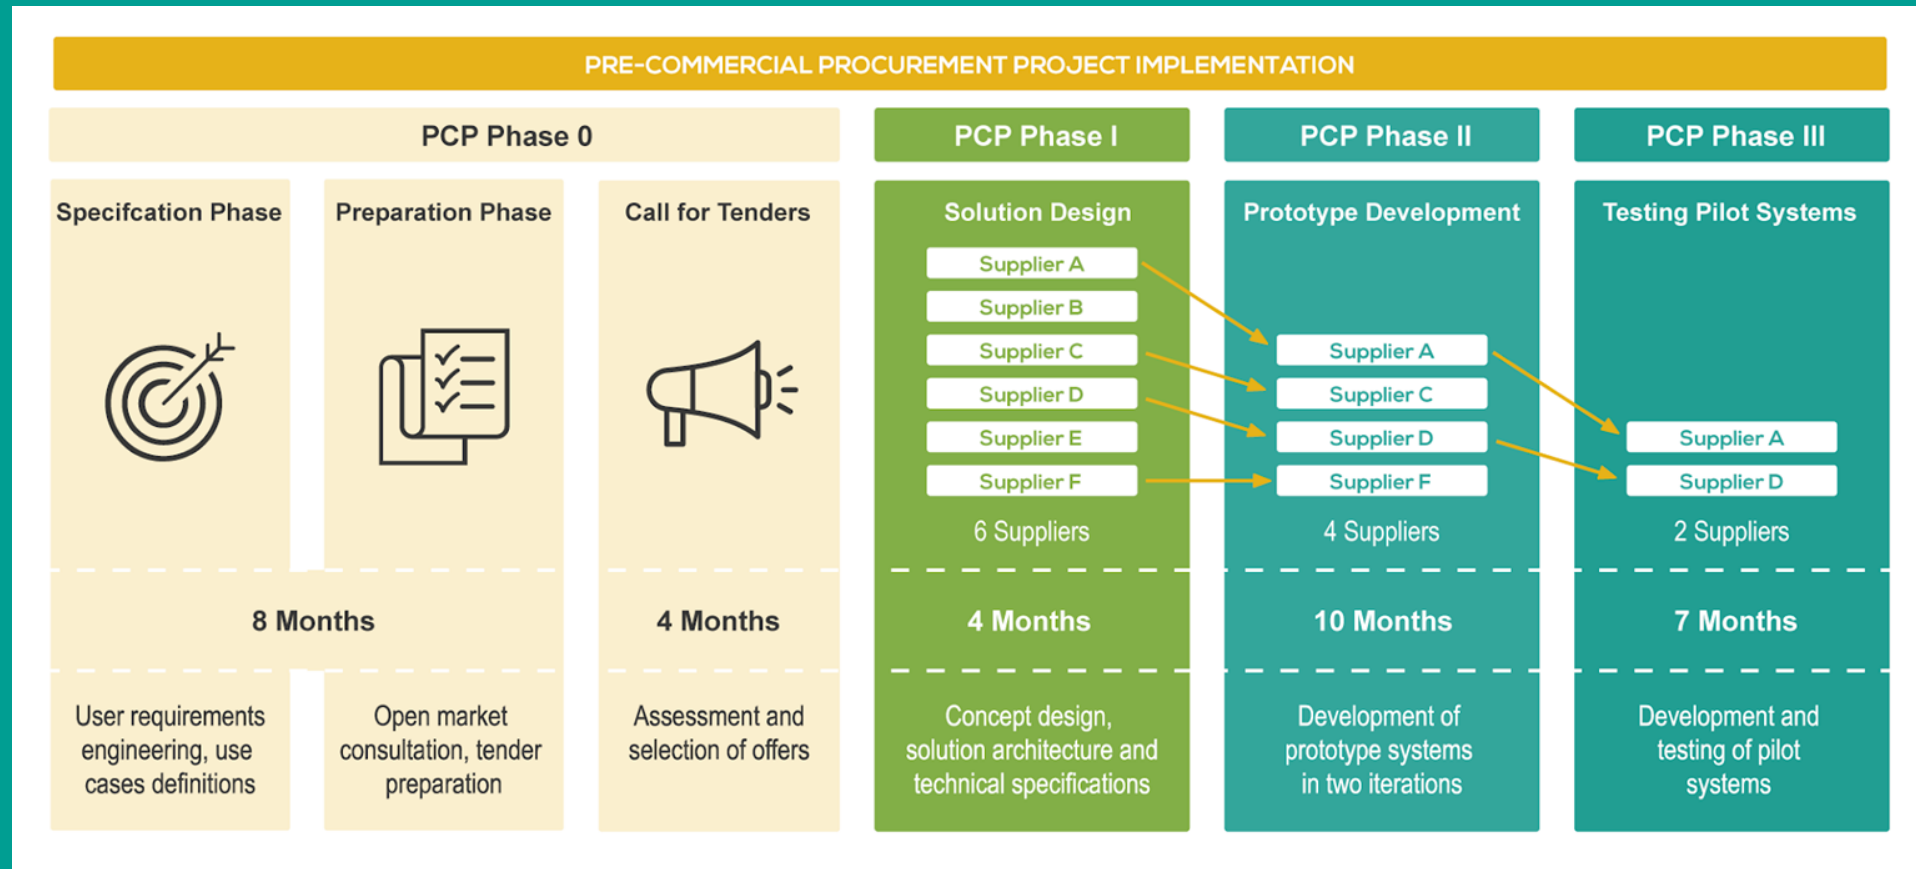 PRE-COMMERCIAL PROCUREMENT PROJECT IMPLEMENTATION
PCP Phase 0
Specifcation Phase
Preparation Phase
Call for Tenders
8 Months
4 Months
User requirements
engineering, use
cases definitions
Open market
consultation, tender
preparation
Assessment and
selection of offers
PCP Phase I
Solution Design
Supplier A
Supplier B
Supplier C
Supplier D
Supplier E
Supplier F
6 Suppliers
4 Months
Concept design,
solution architecture and
technical specifications
PCP Phase II
Prototype Development
Supplier A
Supplier C
Supplier D
Supplier F
4 Suppliers
10 Months
Development of
prototype systems
in two iterations
PCP Phase III
Testing Pilot Systems
Supplier A
Supplier D
2 Suppliers
7 Months
Development and
testing of pilot
systems